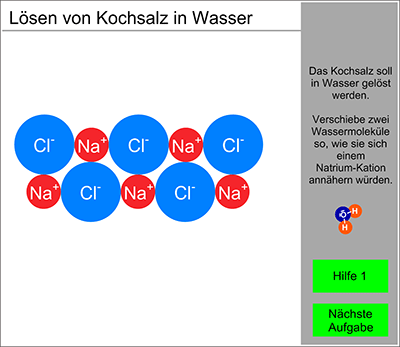 Lösen von Kochsalz in Wasser
Das Kochsalz soll
in Wasser gelöst
werden.
Verschiebe zwei
Wassermoleküle
so, wie sie sich
einem
Natrium-Kation
annähern würden.
Cl⁻ Na⁺ Cl⁻ Na⁺ Cl⁻
Na⁺ Cl⁻ Na⁺ Cl⁻ Na⁺
δ⁻ H
H
Hilfe 1
Nächste
Aufgabe